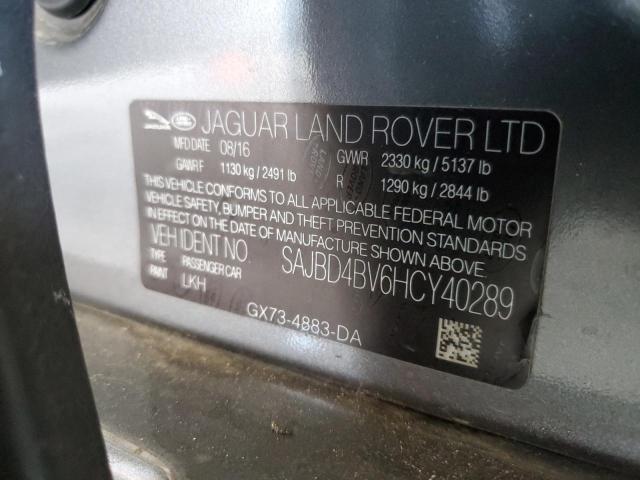 JAGUAR LAND ROVER LTD
MFD DATE 08/16 GWR 2330 kg / 5137 lb
GAWR F 1130 kg / 2491 lb R 1290 kg / 2844 lb
THIS VEHICLE CONFORMS TO ALL APPLICABLE FEDERAL MOTOR
VEHICLE SAFETY, BUMPER AND THEFT PREVENTION STANDARDS
IN EFFECT ON THE DATE OF MANUFACTURE SHOWN ABOVE.
VEH IDENT NO. SAJBD4BV6HCY40289
TYPE PASSENGER CAR
PAINT LKH
GX73-4883-DA